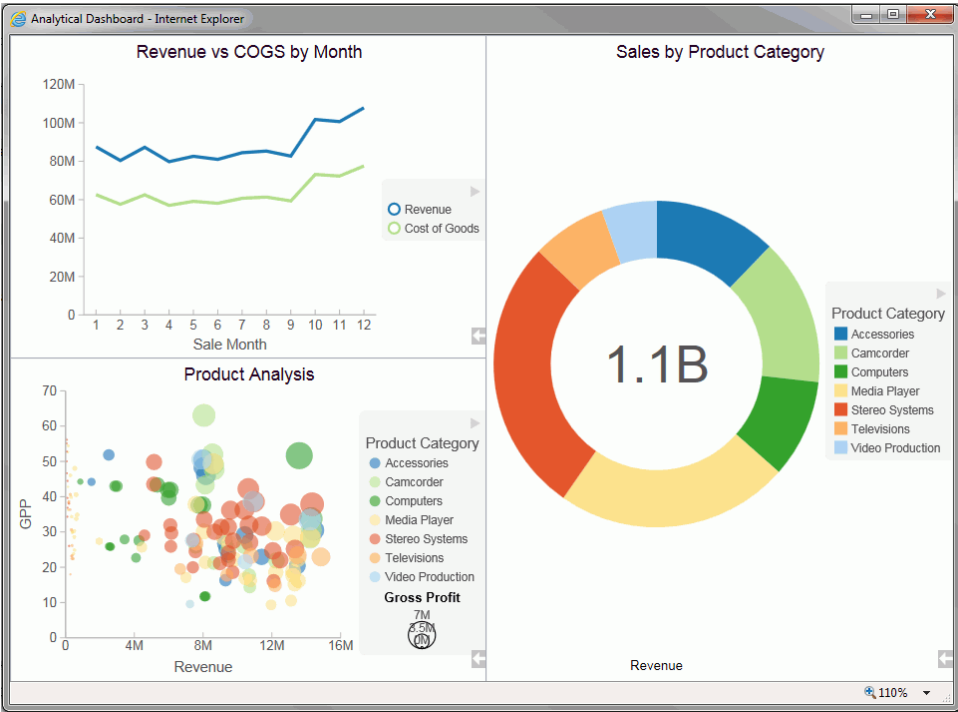 Analytical Dashboard - Internet Explorer
Revenue vs COGS by Month
120M
100M
80M
60M
40M
20M
0
1 2 3 4 5 6 7 8 9 10 11 12
Sale Month
Revenue
Cost of Goods
Product Analysis
70
60
50
40
30
20
10
0
GPP
0 4M 8M 12M 16M
Revenue
Product Category
Accessories
Camcorder
Computers
Media Player
Stereo Systems
Televisions
Video Production
Gross Profit
7M
3.5M
0M
Sales by Product Category
1.1B
Revenue
Product Category
Accessories
Camcorder
Computers
Media Player
Stereo Systems
Televisions
Video Production
110%